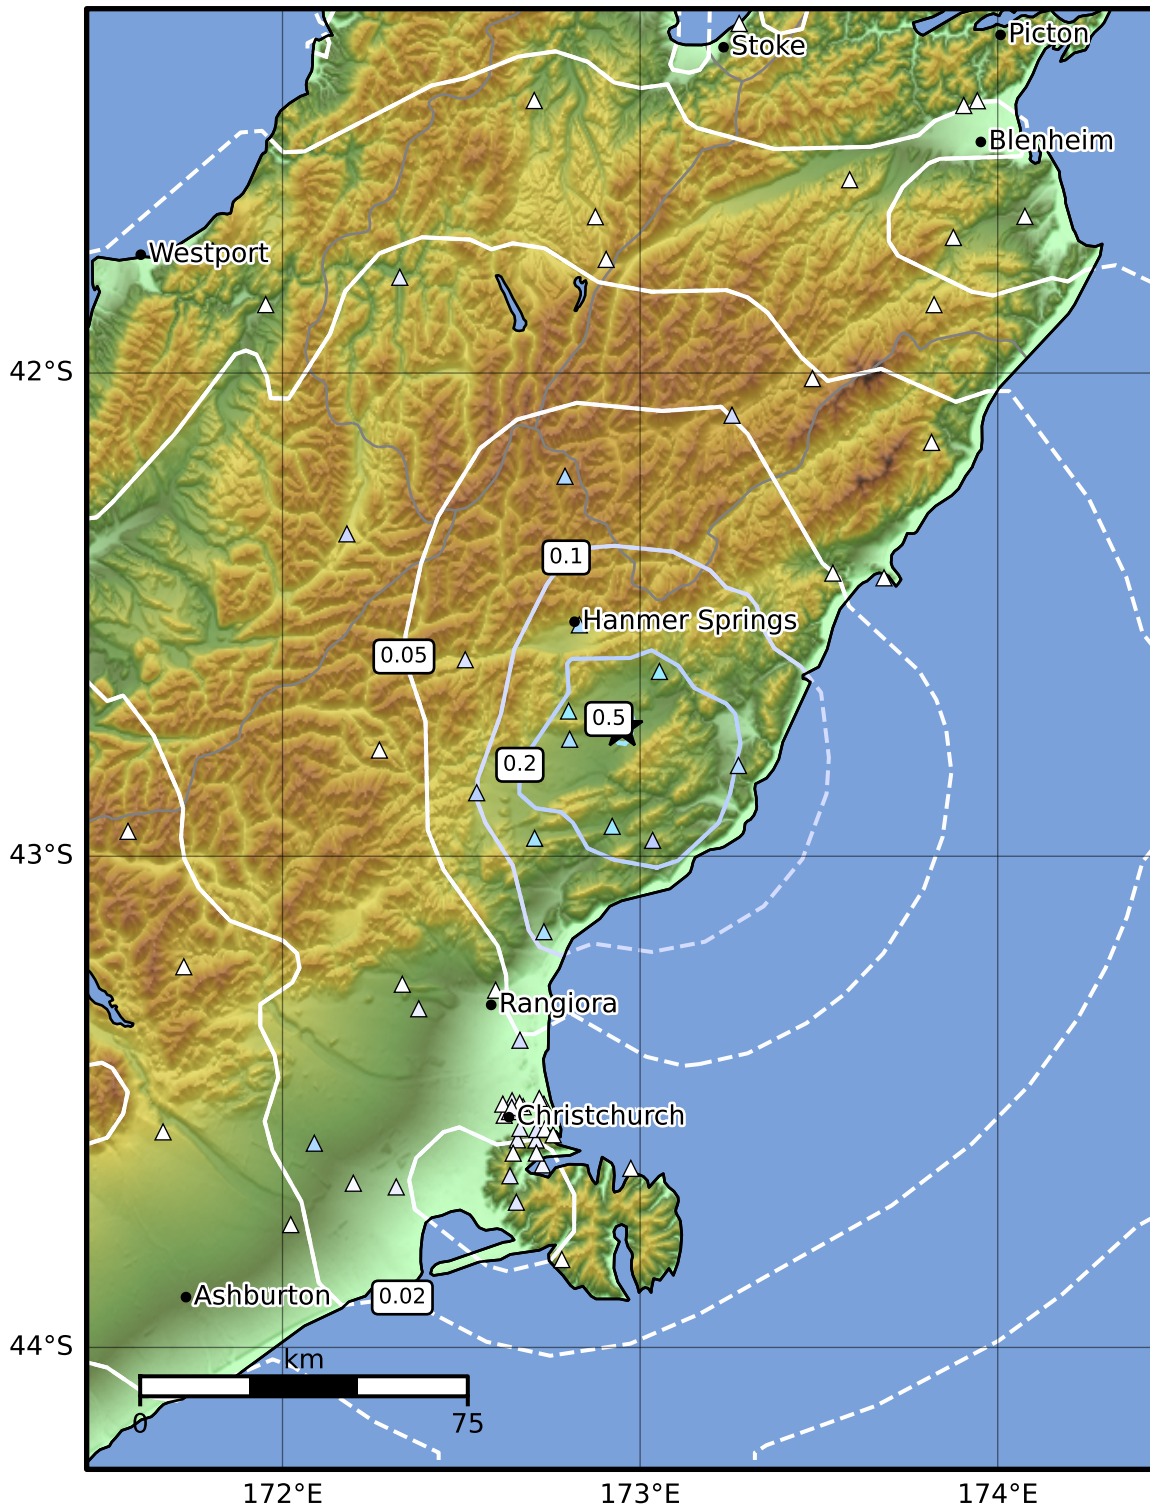 Picton
Stoke
Blenheim
Westport
42°S
0.1
Hanmer Springs
0.05
0.5
0.2
43°S
Rangiora
Christchurch
Ashburton
0.02
44°S
km
0
75
172°E
173°E
174°E